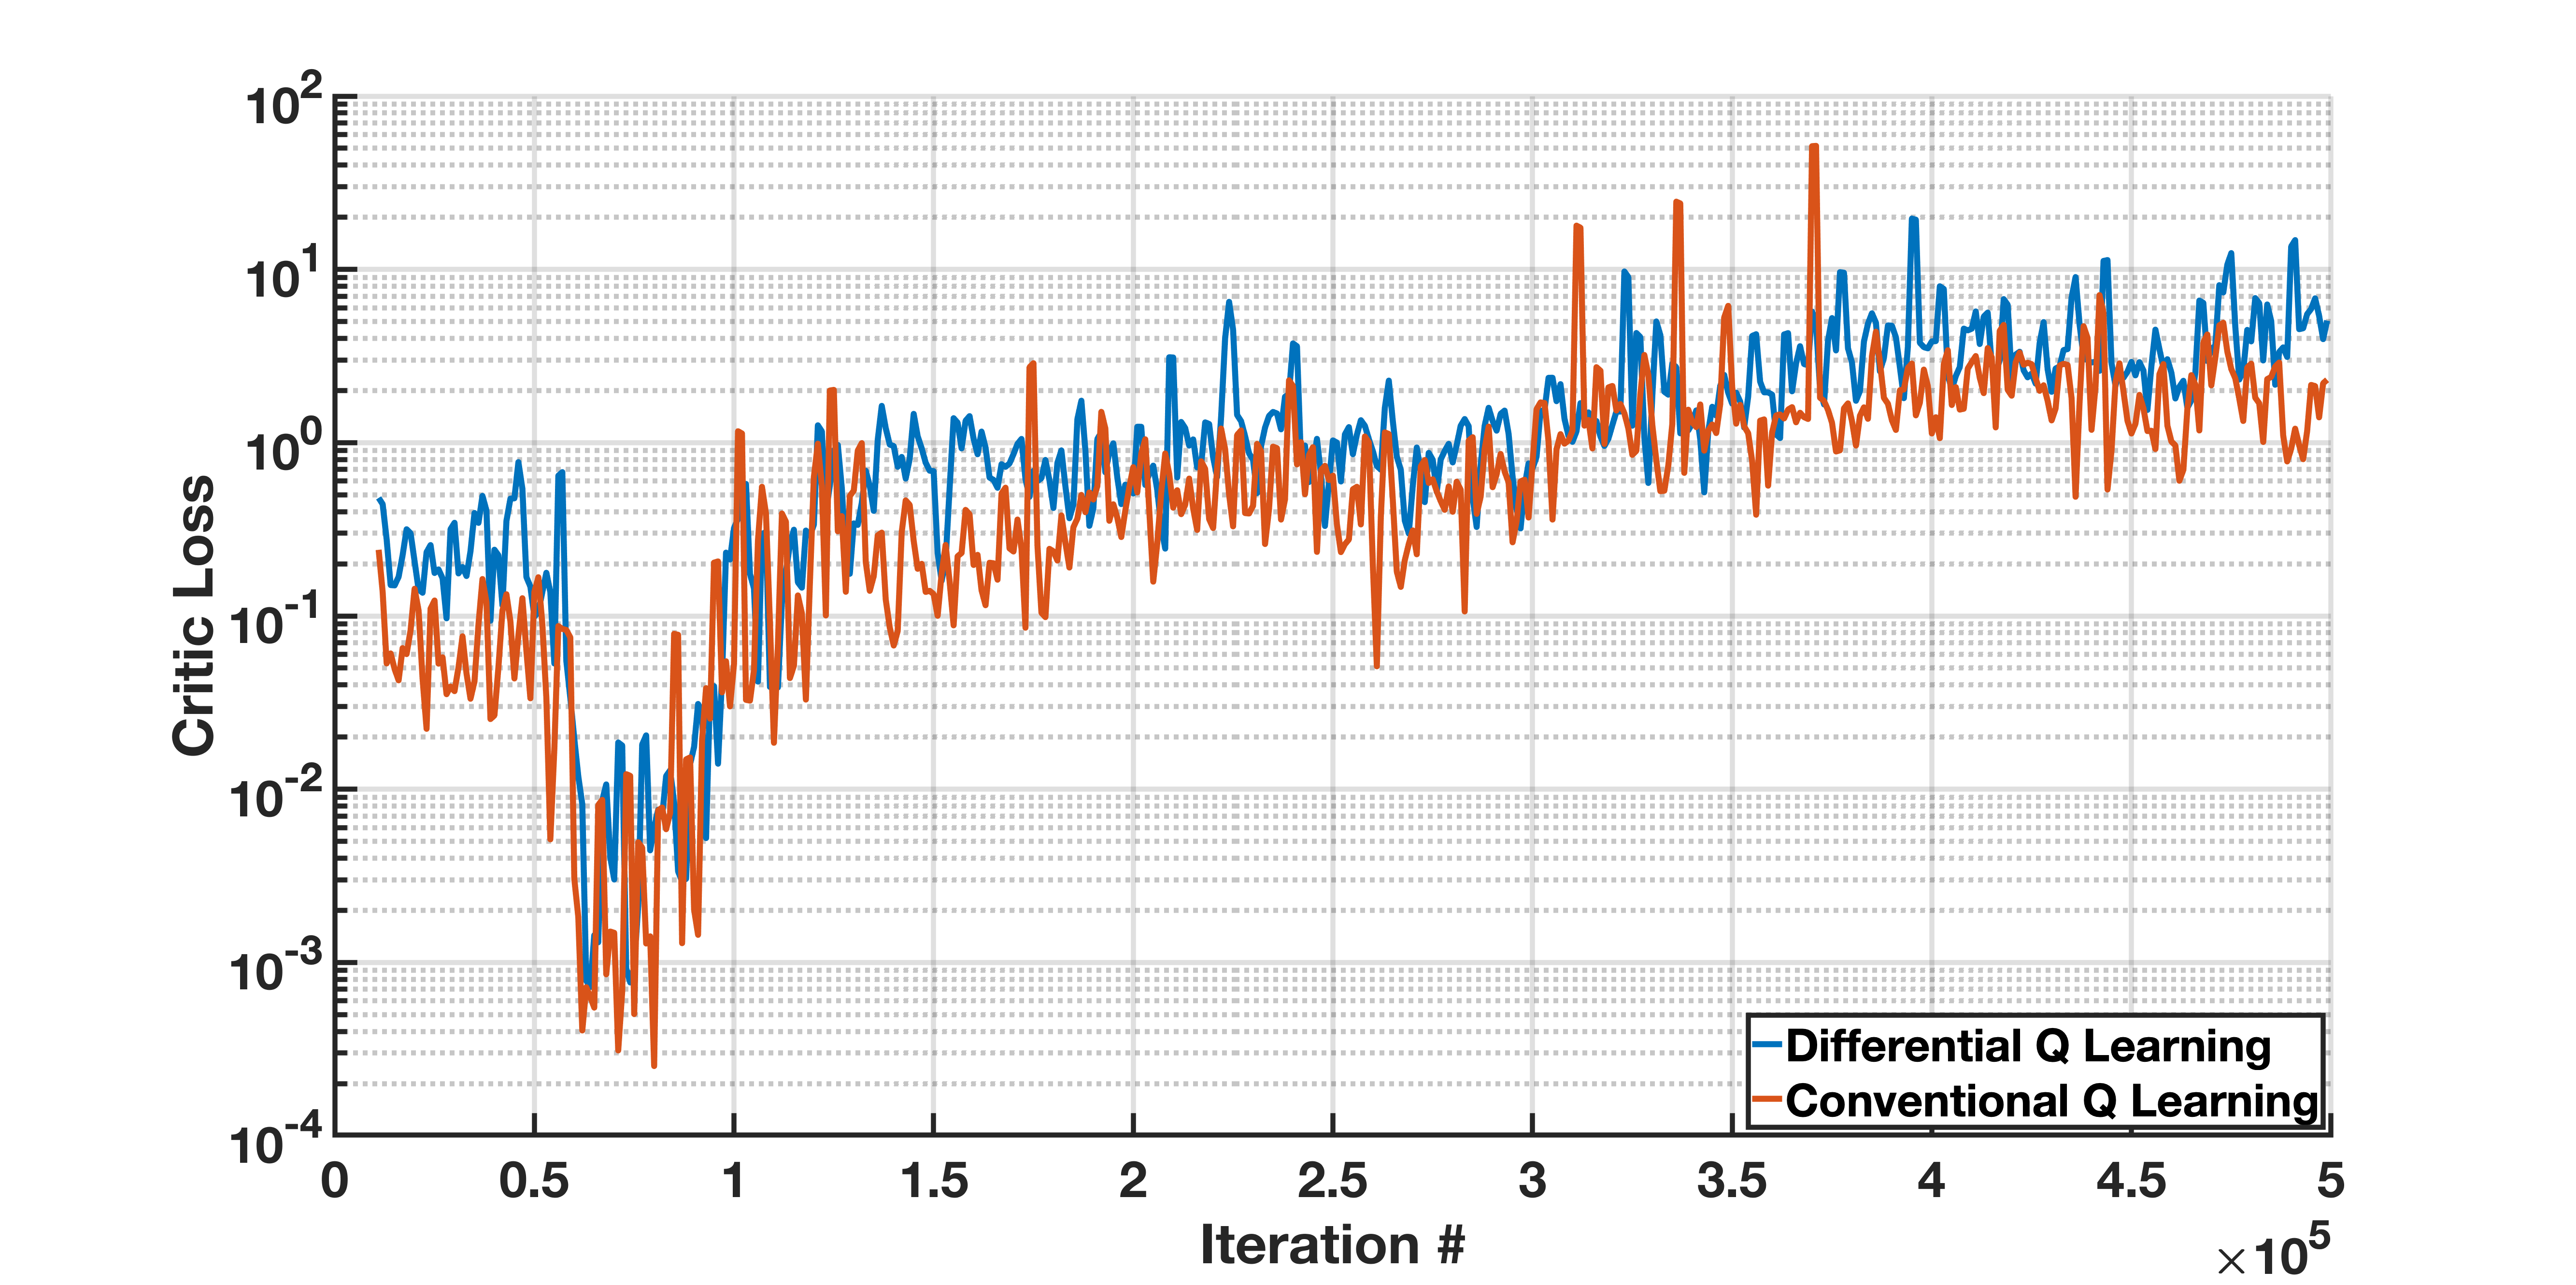 10^2
10^1
10^0
10^-1
10^-2
10^-3
10^-4
Critic Loss
0 0.5 1 1.5 2 2.5 3 3.5 4 4.5 5
Iteration #
×10^5
Differential Q Learning
Conventional Q Learning